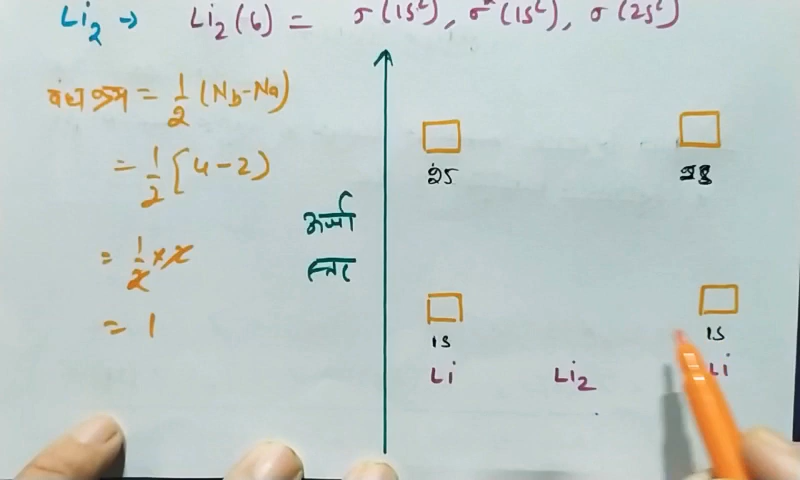 Li₂ → Li₂(6) = σ(1s²), σ*(1s²), σ(2s²)
बंध क्रम = 1/2 (Nb-Na)
= 1/2 [4-2)
= 1/2 × 2
= 1
ऊर्जा
स्तर
2S 2S
1S 1S
Li Li₂ Li